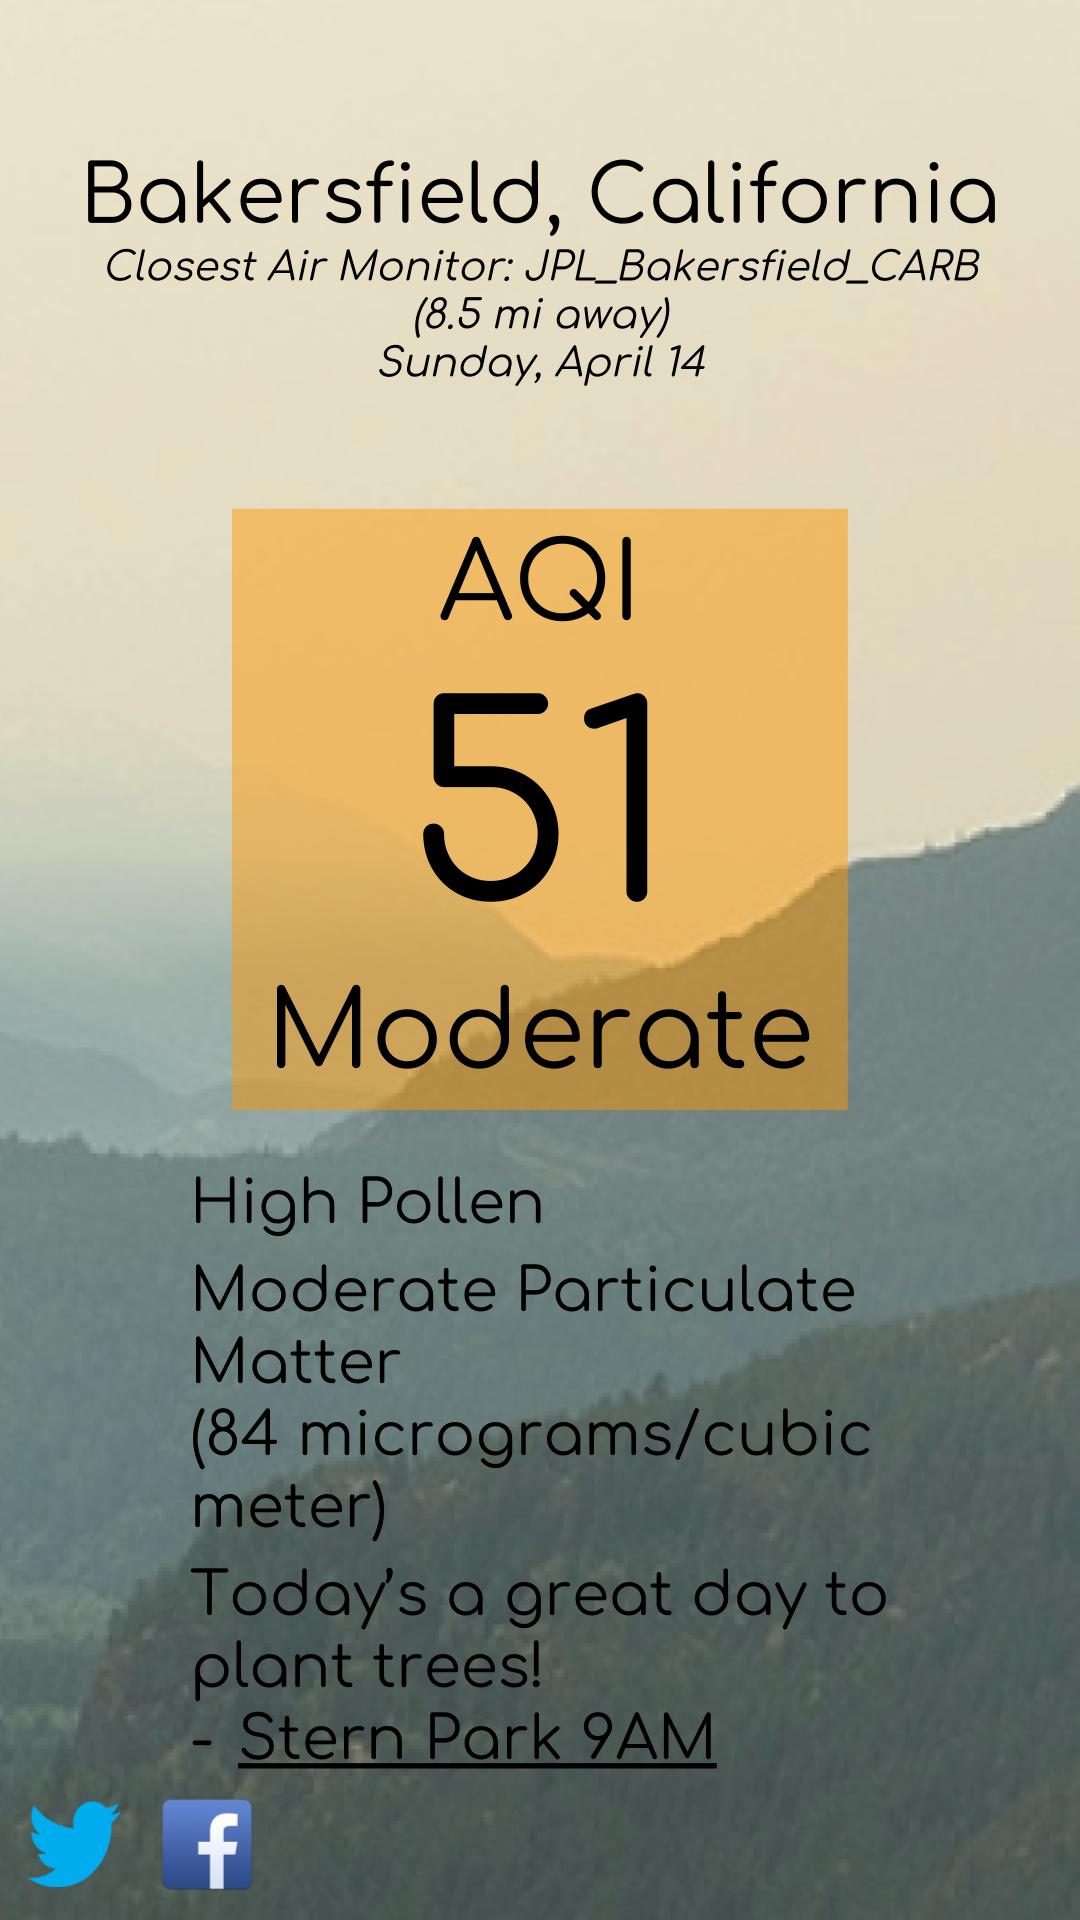 Bakersfield, California
Closest Air Monitor: JPL_Bakersfield_CARB
(8.5 mi away)
Sunday, April 14
AQI
51
Moderate
High Pollen
Moderate Particulate
Matter
(84 micrograms/cubic
meter)
Today’s a great day to
plant trees!
- Stern Park 9AM
f